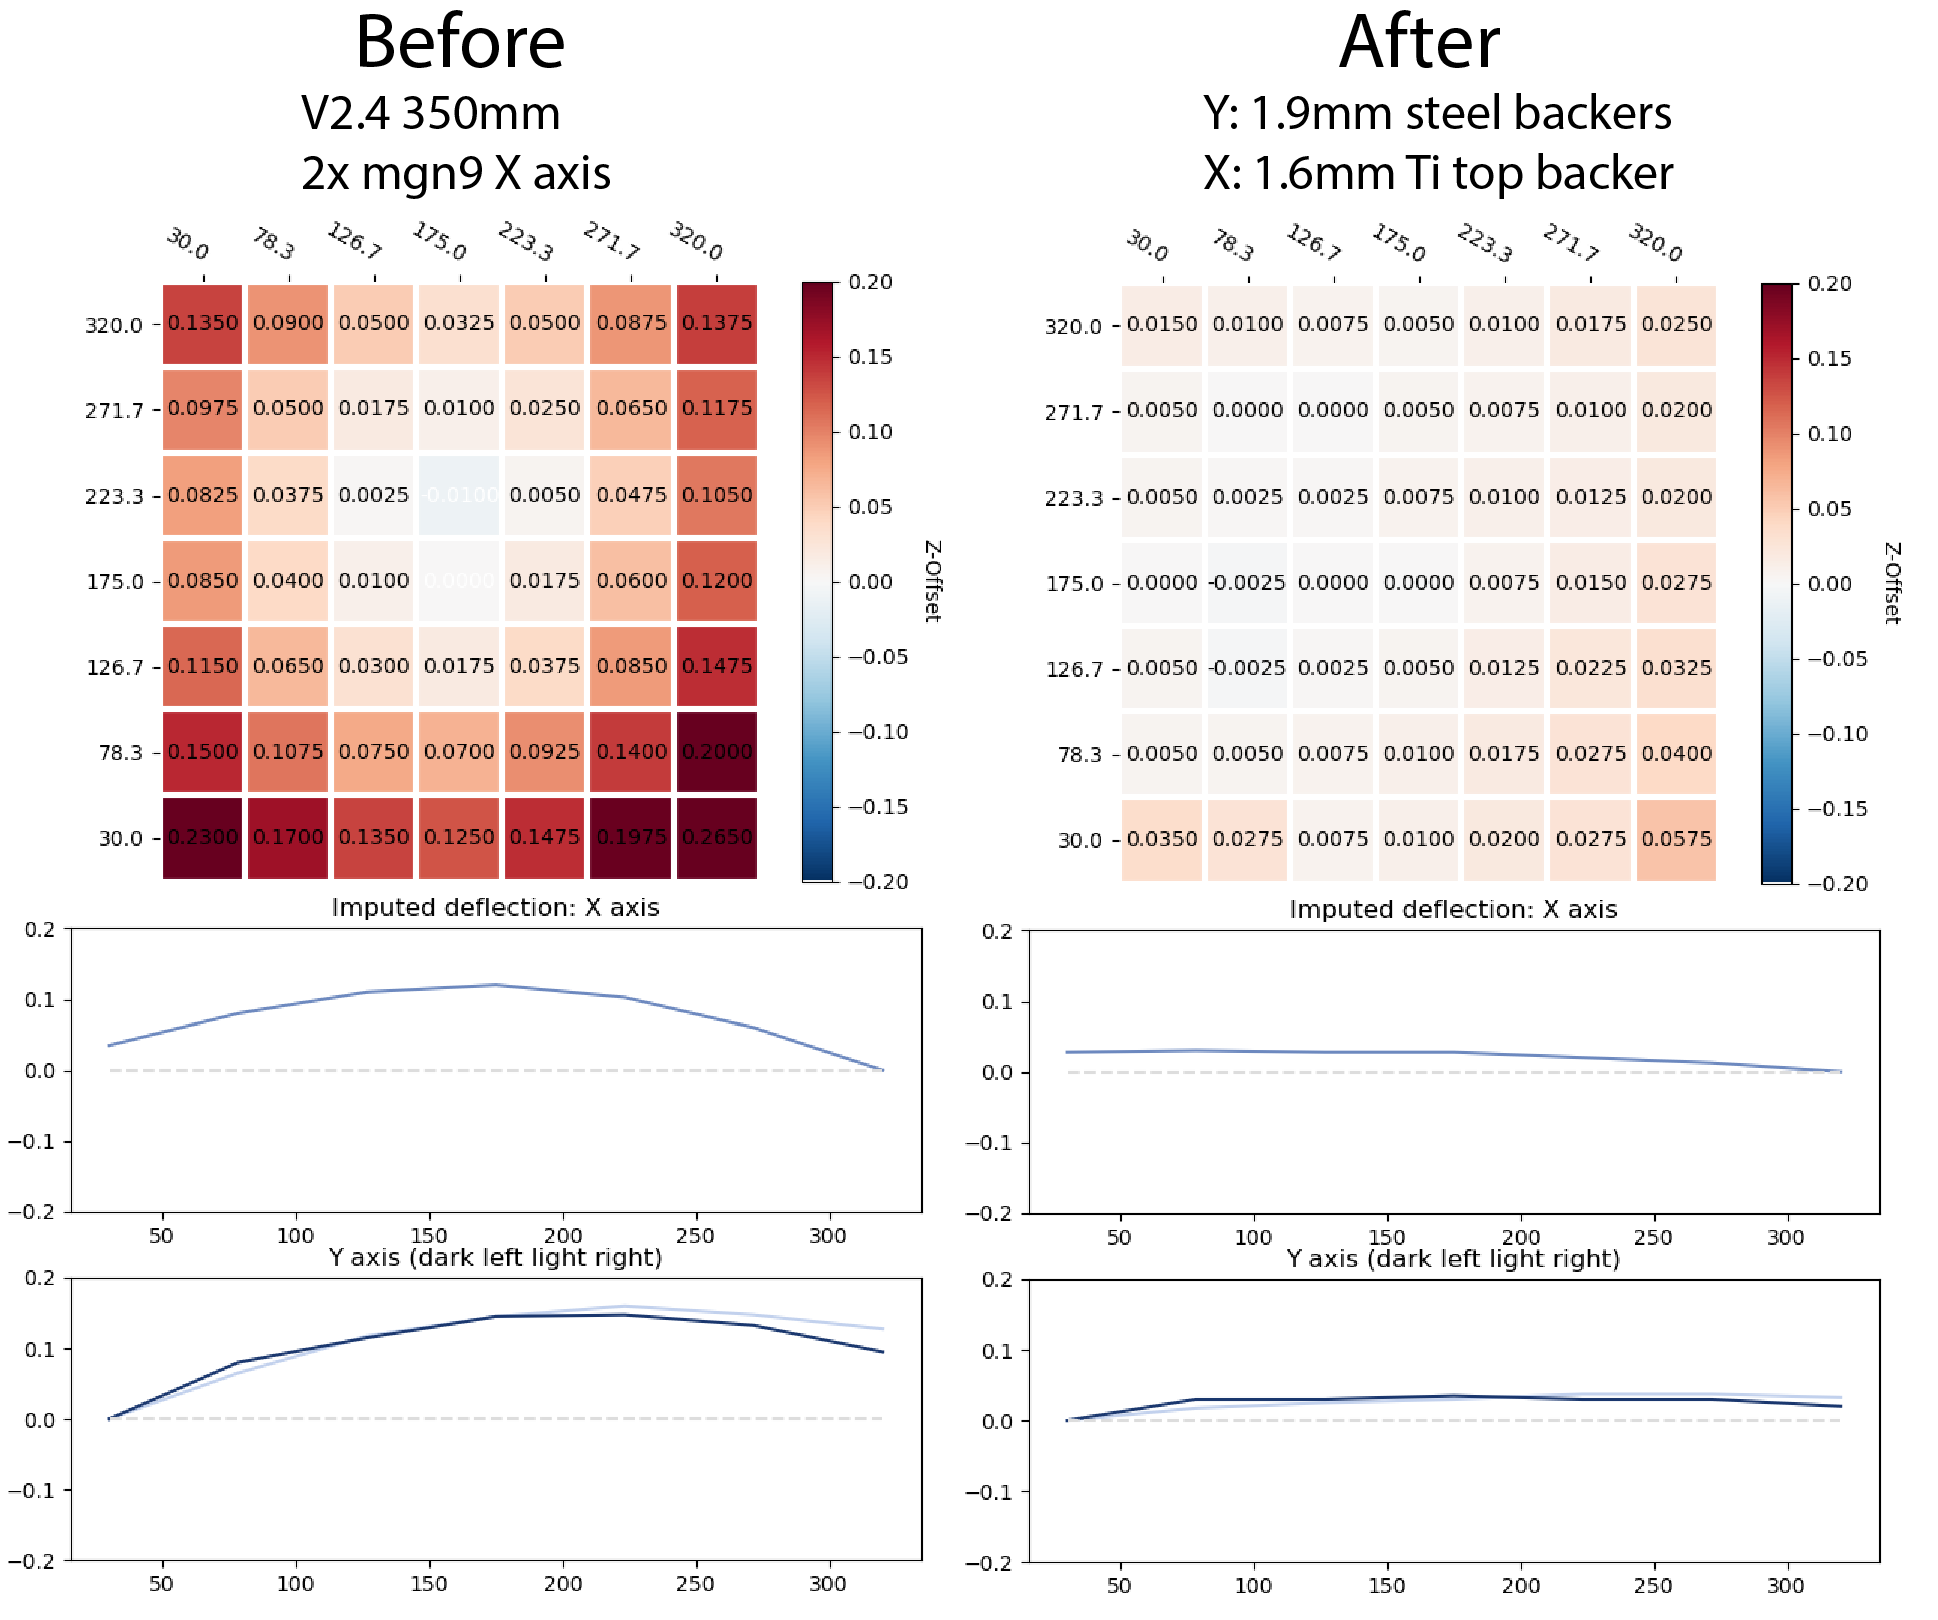 Before
V2.4 350mm
2x mgn9 X axis
30.0 78.3 126.7 175.0 223.3 271.7 320.0
320.0 0.1350 0.0900 0.0500 0.0325 0.0500 0.0875 0.1375
271.7 0.0975 0.0500 0.0175 0.0100 0.0250 0.0650 0.1175
223.3 0.0825 0.0375 0.0025 -0.0100 0.0050 0.0475 0.1050
175.0 0.0850 0.0400 0.0100 0.0000 0.0175 0.0600 0.1200
126.7 0.1150 0.0650 0.0300 0.0175 0.0375 0.0850 0.1475
78.3 0.1500 0.1075 0.0750 0.0700 0.0925 0.1400 0.2000
30.0 0.2300 0.1700 0.1350 0.1250 0.1475 0.1975 0.2650
0.20
0.15
0.10
0.05
0.00
−0.05
−0.10
−0.15
−0.20
Z-Offset
Imputed deflection: X axis
0.2
0.1
0.0
−0.1
−0.2
50 100 150 200 250 300
Y axis (dark left light right)
0.2
0.1
0.0
−0.1
−0.2
50 100 150 200 250 300
After
Y: 1.9mm steel backers
X: 1.6mm Ti top backer
30.0 78.3 126.7 175.0 223.3 271.7 320.0
320.0 0.0150 0.0100 0.0075 0.0050 0.0100 0.0175 0.0250
271.7 0.0050 0.0000 0.0000 0.0050 0.0075 0.0100 0.0200
223.3 0.0050 0.0025 0.0025 0.0075 0.0100 0.0125 0.0200
175.0 0.0000 -0.0025 0.0000 0.0000 0.0075 0.0150 0.0275
126.7 0.0050 -0.0025 0.0025 0.0050 0.0125 0.0225 0.0325
78.3 0.0050 0.0050 0.0075 0.0100 0.0175 0.0275 0.0400
30.0 0.0350 0.0275 0.0075 0.0100 0.0200 0.0275 0.0575
0.20
0.15
0.10
0.05
0.00
−0.05
−0.10
−0.15
−0.20
Z-Offset
Imputed deflection: X axis
0.2
0.1
0.0
−0.1
−0.2
50 100 150 200 250 300
Y axis (dark left light right)
0.2
0.1
0.0
−0.1
−0.2
50 100 150 200 250 300